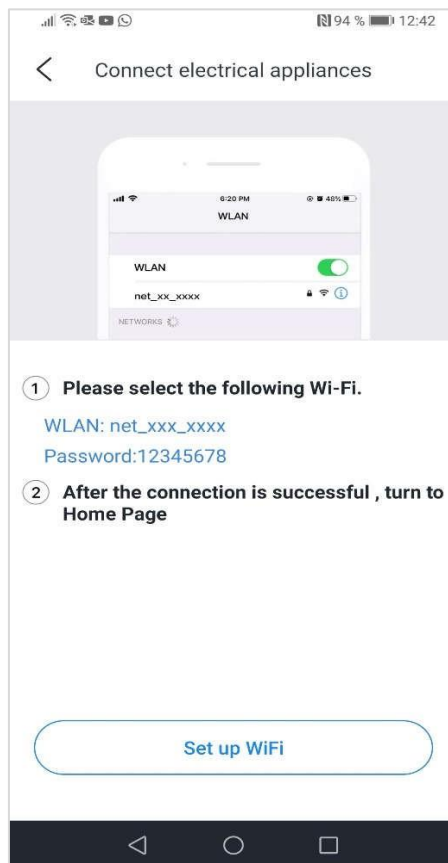 94 % 12:42
Connect electrical appliances
6:20 PM 48%
WLAN
WLAN
net_xx_xxxx
NETWORKS
1 Please select the following Wi-Fi.
WLAN: net_xxx_xxxx
Password:12345678
2 After the connection is successful , turn to
Home Page
Set up WiFi